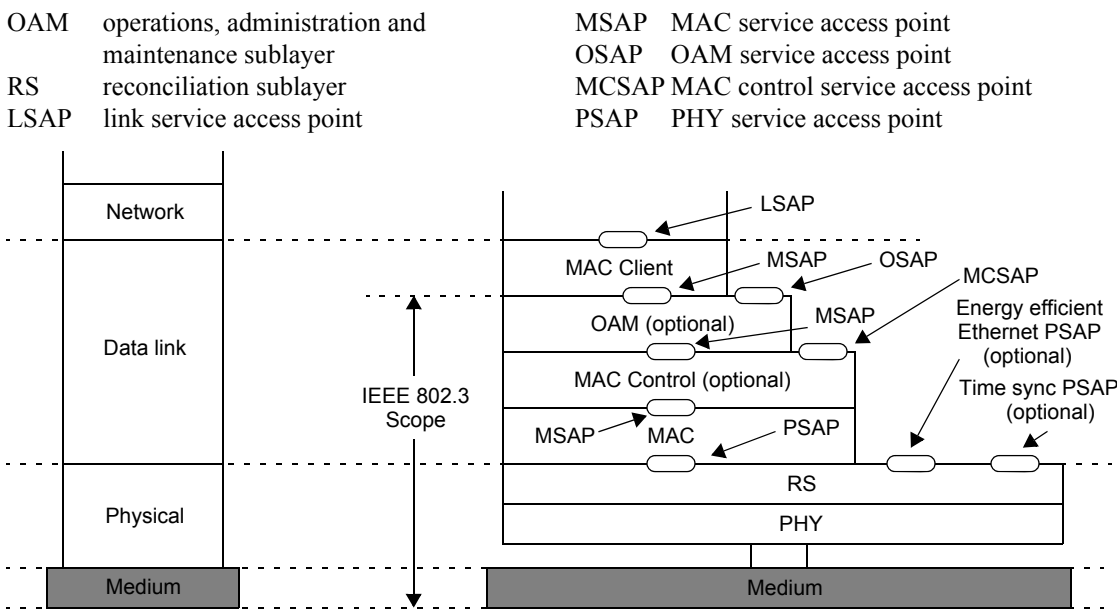 OAM operations, administration and
maintenance sublayer
RS reconciliation sublayer
LSAP link service access point
MSAP MAC service access point
OSAP OAM service access point
MCSAP MAC control service access point
PSAP PHY service access point
Network
Data link
Physical
Medium
IEEE 802.3
Scope
LSAP
MAC Client
MSAP
OSAP
MCSAP
OAM (optional)
MSAP
Energy efficient
Ethernet PSAP
(optional)
MAC Control (optional)
Time sync PSAP
(optional)
MSAP
MAC
PSAP
RS
PHY
Medium